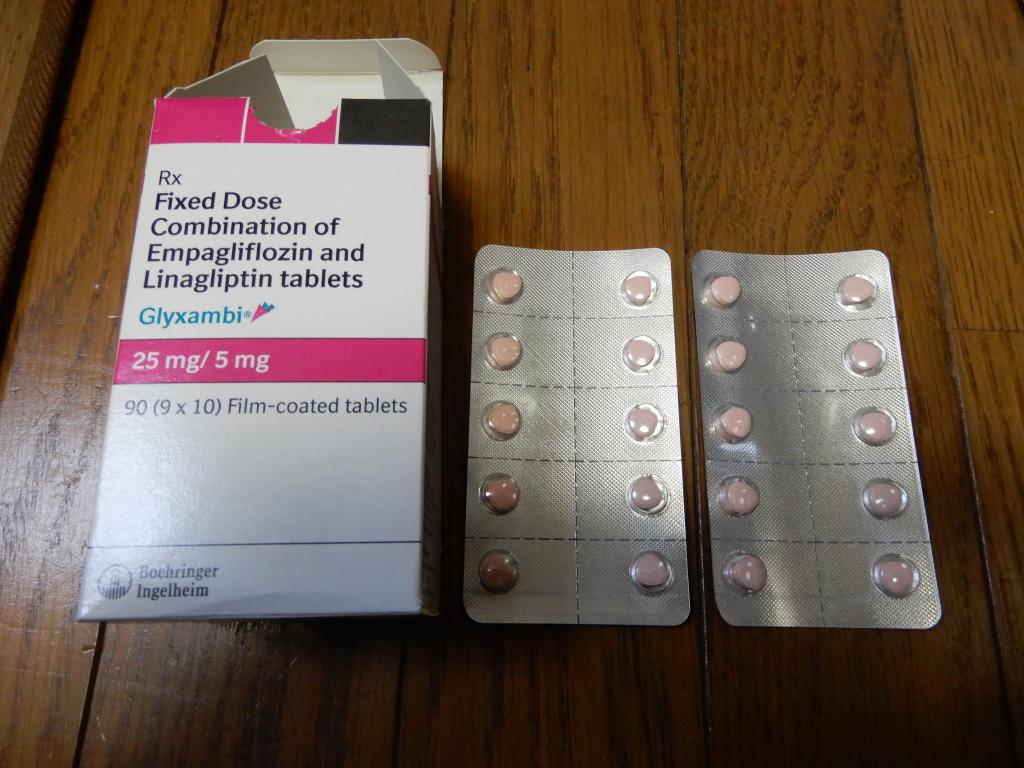 Rx
Fixed Dose
Combination of
Empagliflozin and
Linagliptin tablets
Glyxambi®
25 mg/ 5 mg
90 (9 x 10) Film-coated tablets
Boehringer
Ingelheim